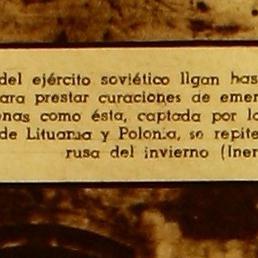 del ejército soviético llgan has
ara prestar curaciones de emer
enas como ésta, captada por lo
de Lituania y Polonia, se repite
rusa del invierno (Iner